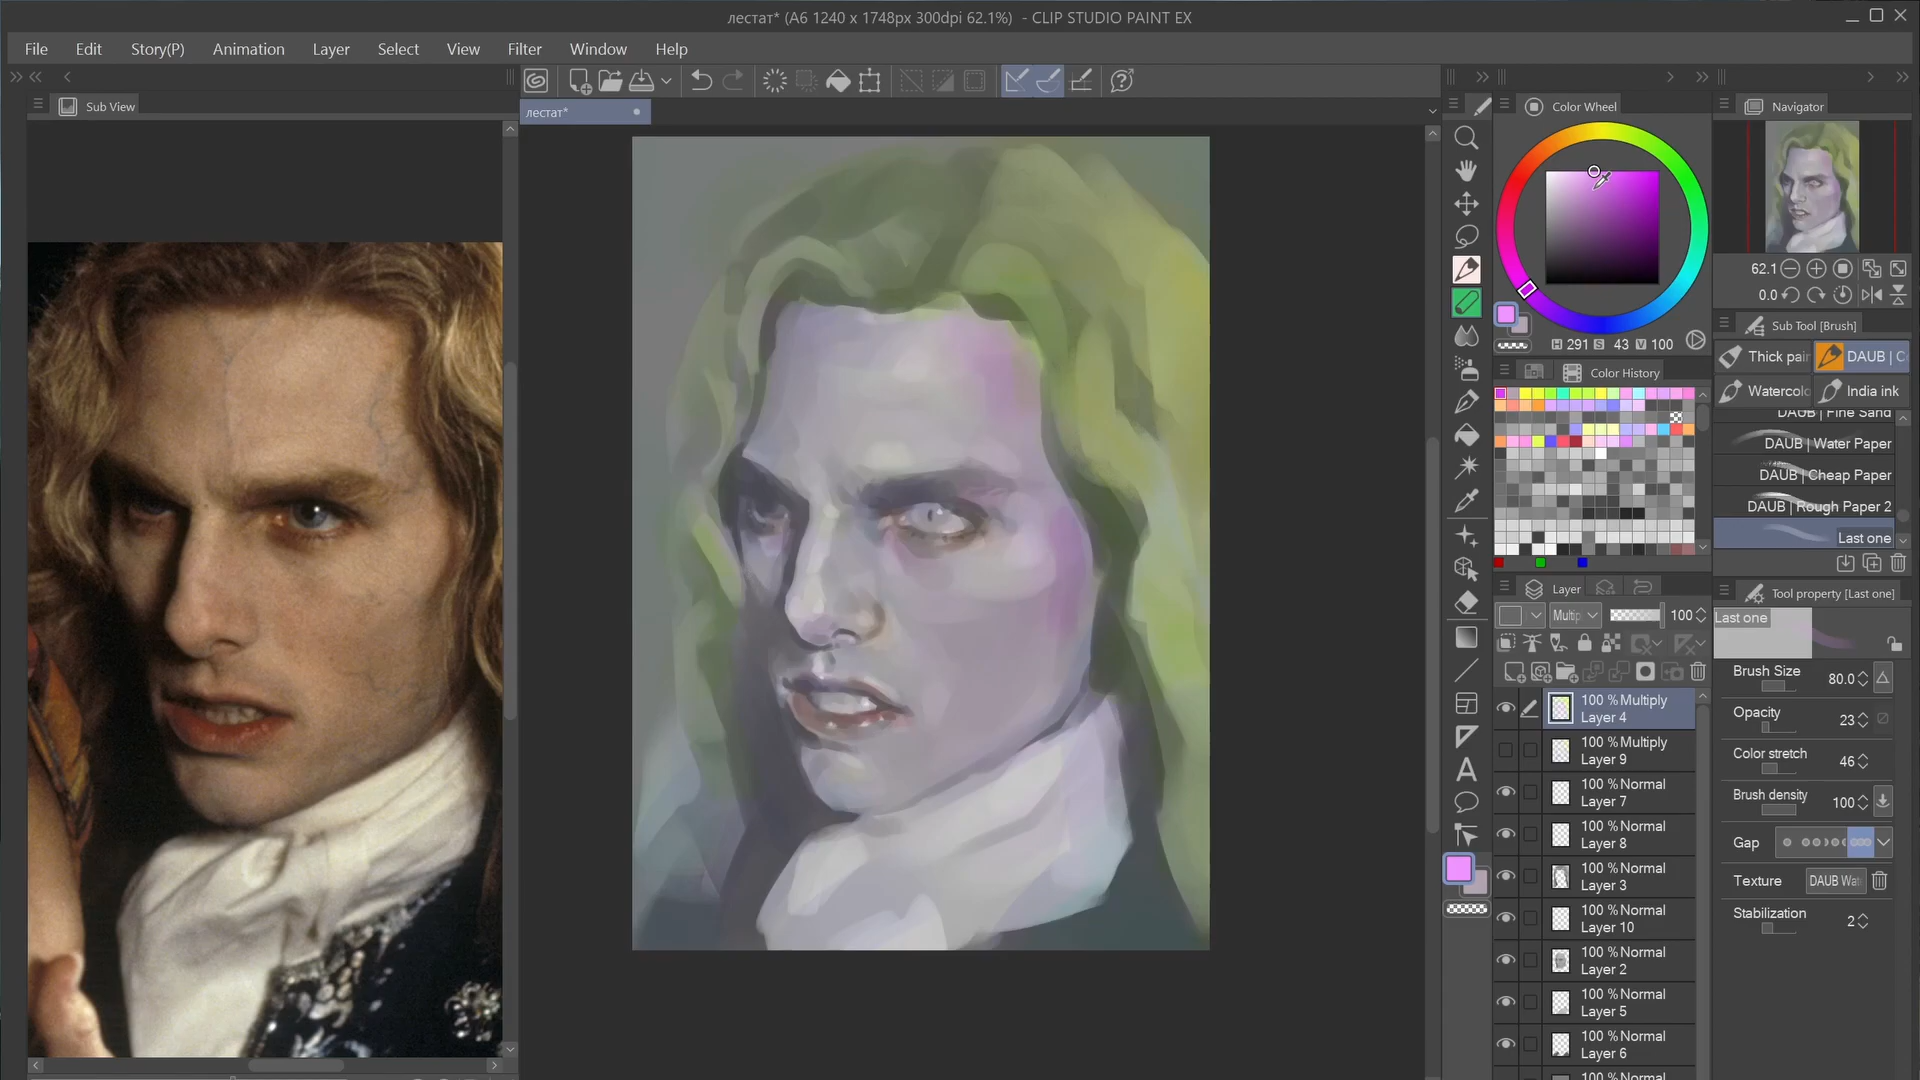 лестат* (A6 1240 x 1748px 300dpi 62.1%) - CLIP STUDIO PAINT EX
File Edit Story(P) Animation Layer Select View Filter Window Help
Sub View
лестат*
Color Wheel
H 291 S 43 V 100
Color History
Layer
Multip
100
100 % Multiply
Layer 4
100 % Multiply
Layer 9
100 % Normal
Layer 7
100 % Normal
Layer 8
100 % Normal
Layer 3
100 % Normal
Layer 10
100 % Normal
Layer 2
100 % Normal
Layer 5
100 % Normal
Layer 6
100 % Normal
Navigator
62.1
0.0
Sub Tool [Brush]
Thick pai
DAUB | C
Watercolo
India ink
DAUB | Fine Sand
DAUB | Water Paper
DAUB | Cheap Paper
DAUB | Rough Paper 2
Last one
Tool property [Last one]
Last one
Brush Size 80.0
Opacity 23
Color stretch 46
Brush density 100
Gap
Texture DAUB Wat
Stabilization 2